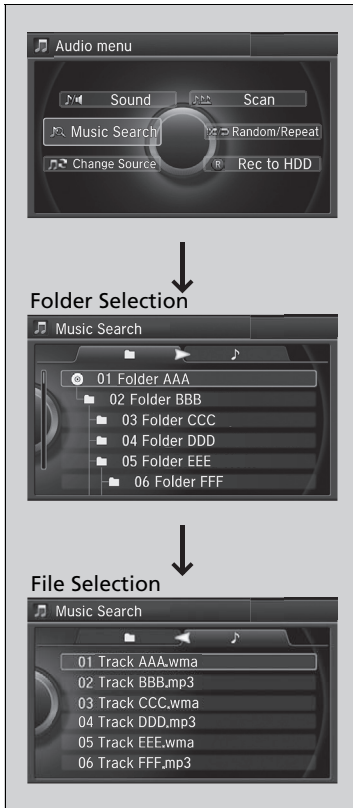 Audio menu
Sound
Scan
Music Search
Random/Repeat
Change Source
R
Rec to HDD
Folder Selection
Music Search
01 Folder AAA
02 Folder BBB
03 Folder CCC
04 Folder DDD
05 Folder EEE
06 Folder FFF
File Selection
Music Search
01 Track AAA.wma
02 Track BBB.mp3
03 Track CCC.wma
04 Track DDD.mp3
05 Track EEE.wma
06 Track FFF.mp3